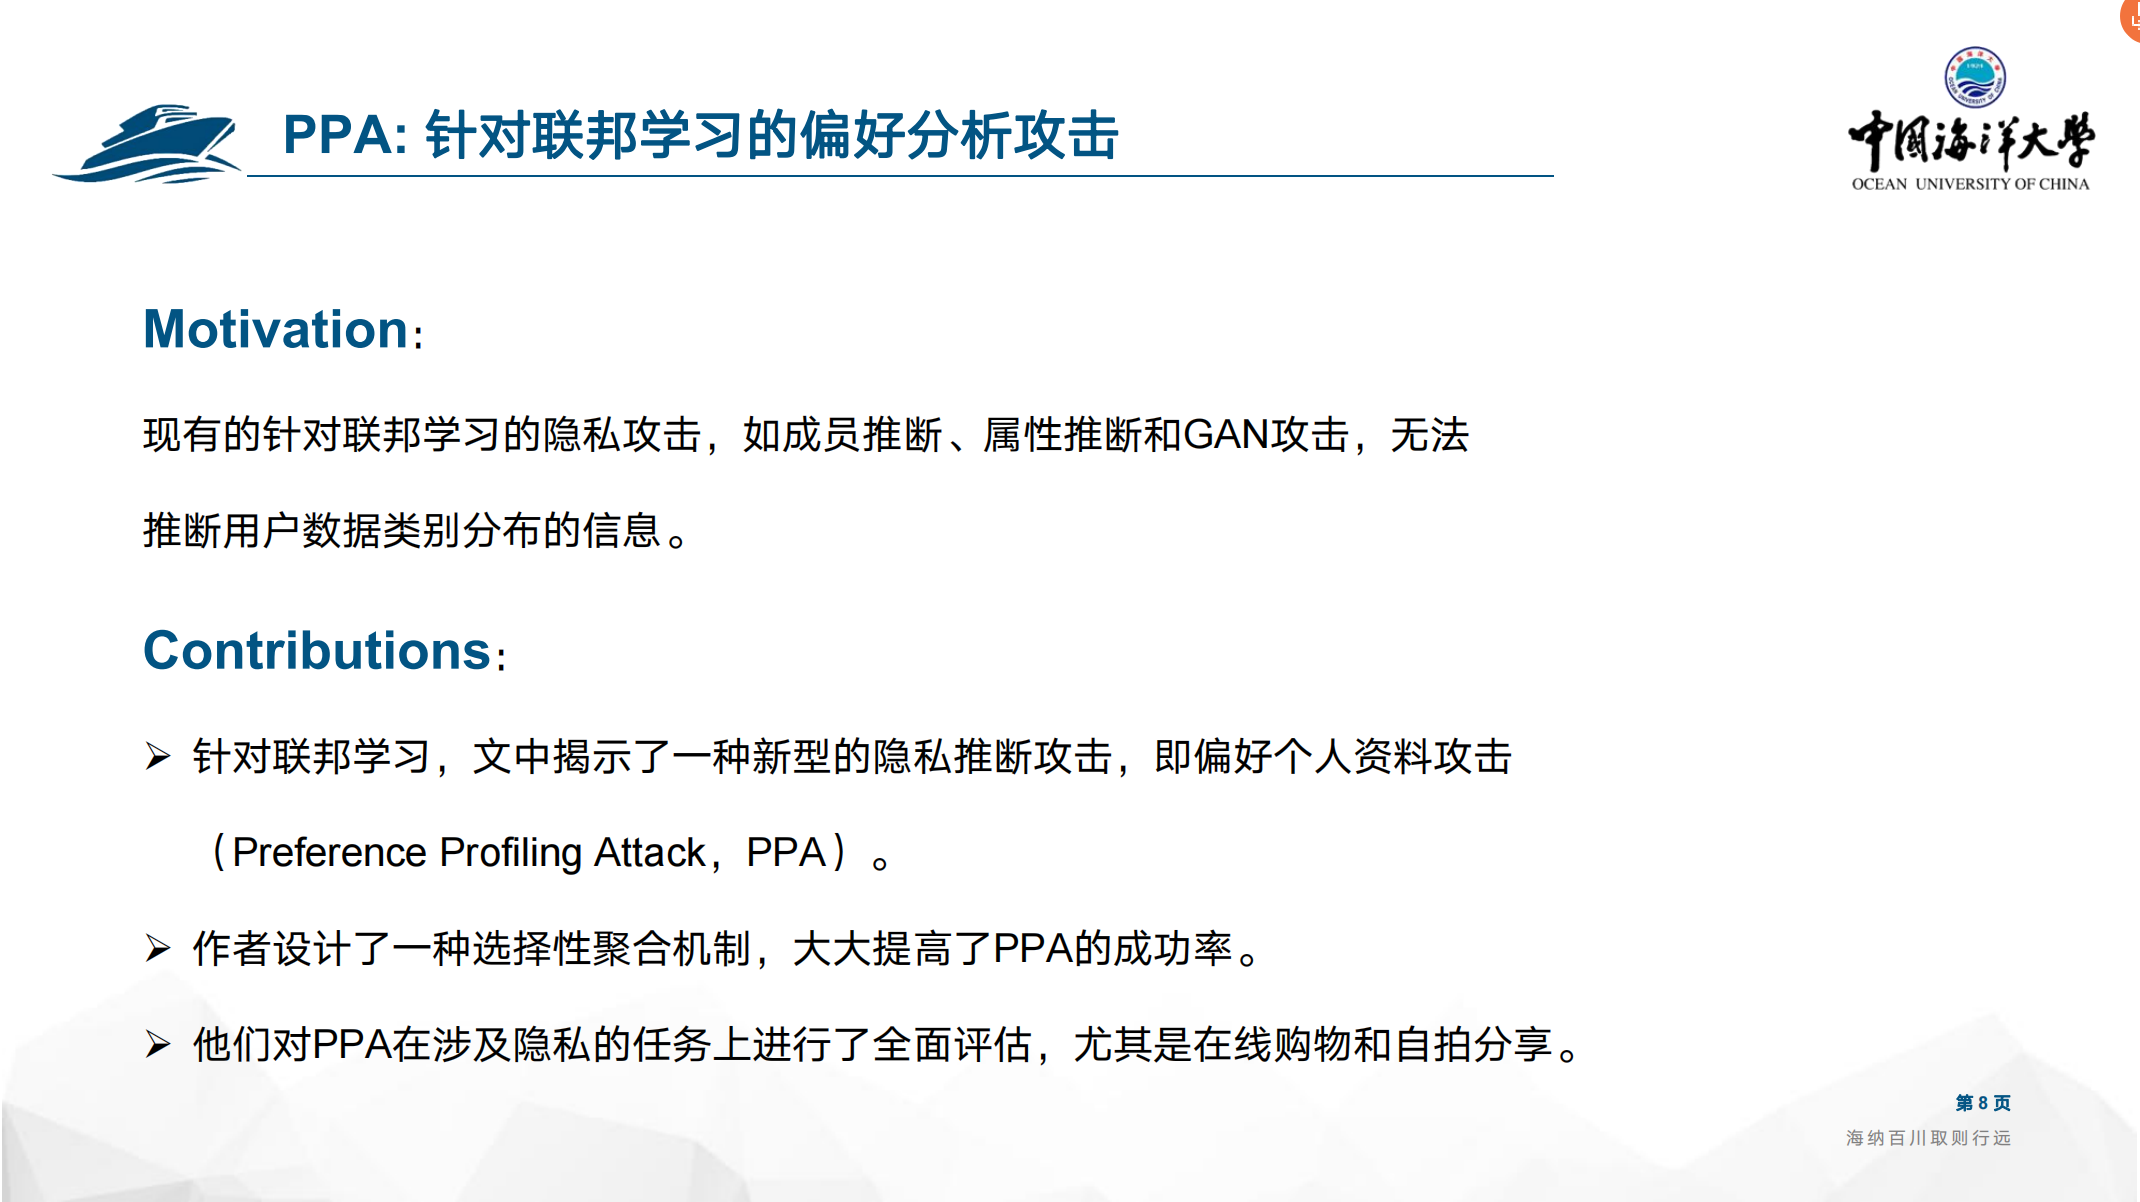 PPA: 针对联邦学习的偏好分析攻击
中国海洋大学
OCEAN UNIVERSITY OF CHINA
Motivation：
现有的针对联邦学习的隐私攻击，如成员推断、属性推断和GAN攻击，无法
推断用户数据类别分布的信息。
Contributions：
➢ 针对联邦学习，文中揭示了一种新型的隐私推断攻击，即偏好个人资料攻击
（Preference Profiling Attack，PPA）。
➢ 作者设计了一种选择性聚合机制，大大提高了PPA的成功率。
➢ 他们对PPA在涉及隐私的任务上进行了全面评估，尤其是在线购物和自拍分享。
第 8 页
海纳百川取则行远